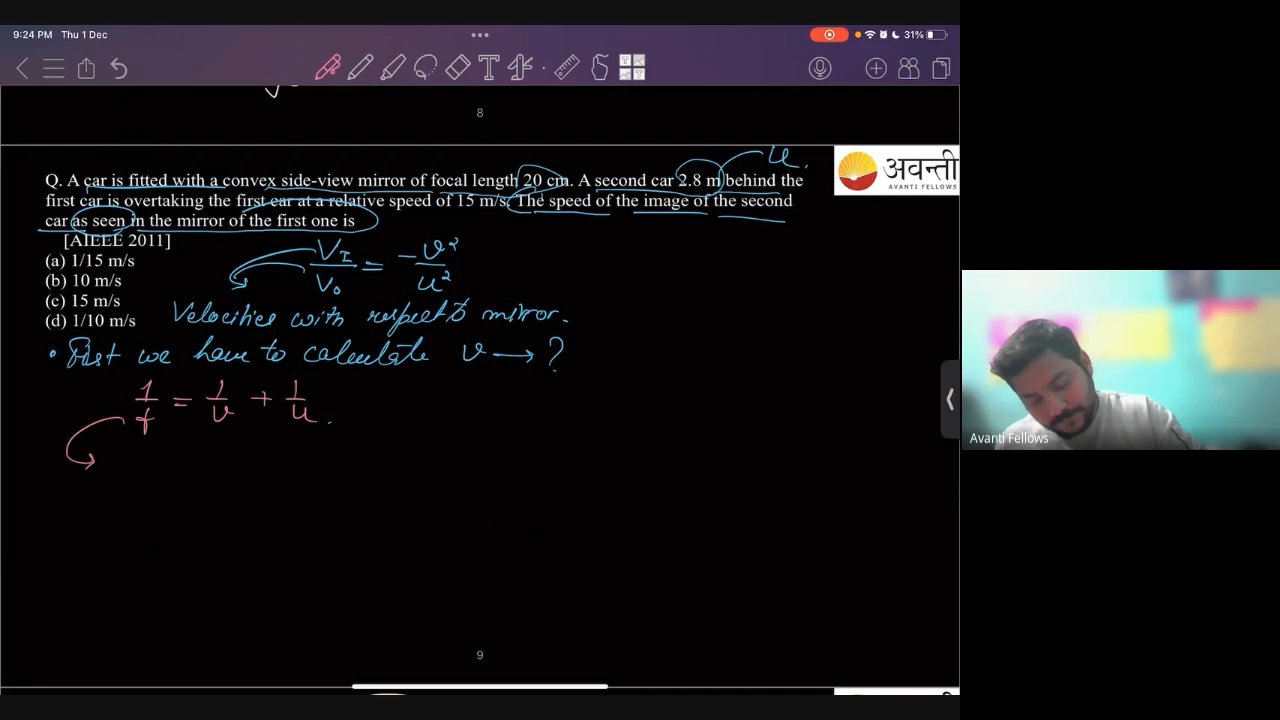 9:24 PM Thu 1 Dec
31%
8
u.
अवन्ती
AVANTI FELLOWS
Q. A car is fitted with a convex side-view mirror of focal length 20 cm. A second car 2.8 m behind the
first car is overtaking the first car at a relative speed of 15 m/s. The speed of the image of the second
car as seen in the mirror of the first one is
[AIEEE 2011]
(a) 1/15 m/s
(b) 10 m/s
(c) 15 m/s
(d) 1/10 m/s
V_I / V_O = -v² / u²
Velocities with respect to mirror.
• First we have to calculate v → ?
1/f = 1/v + 1/u.
9
Avanti Fellows